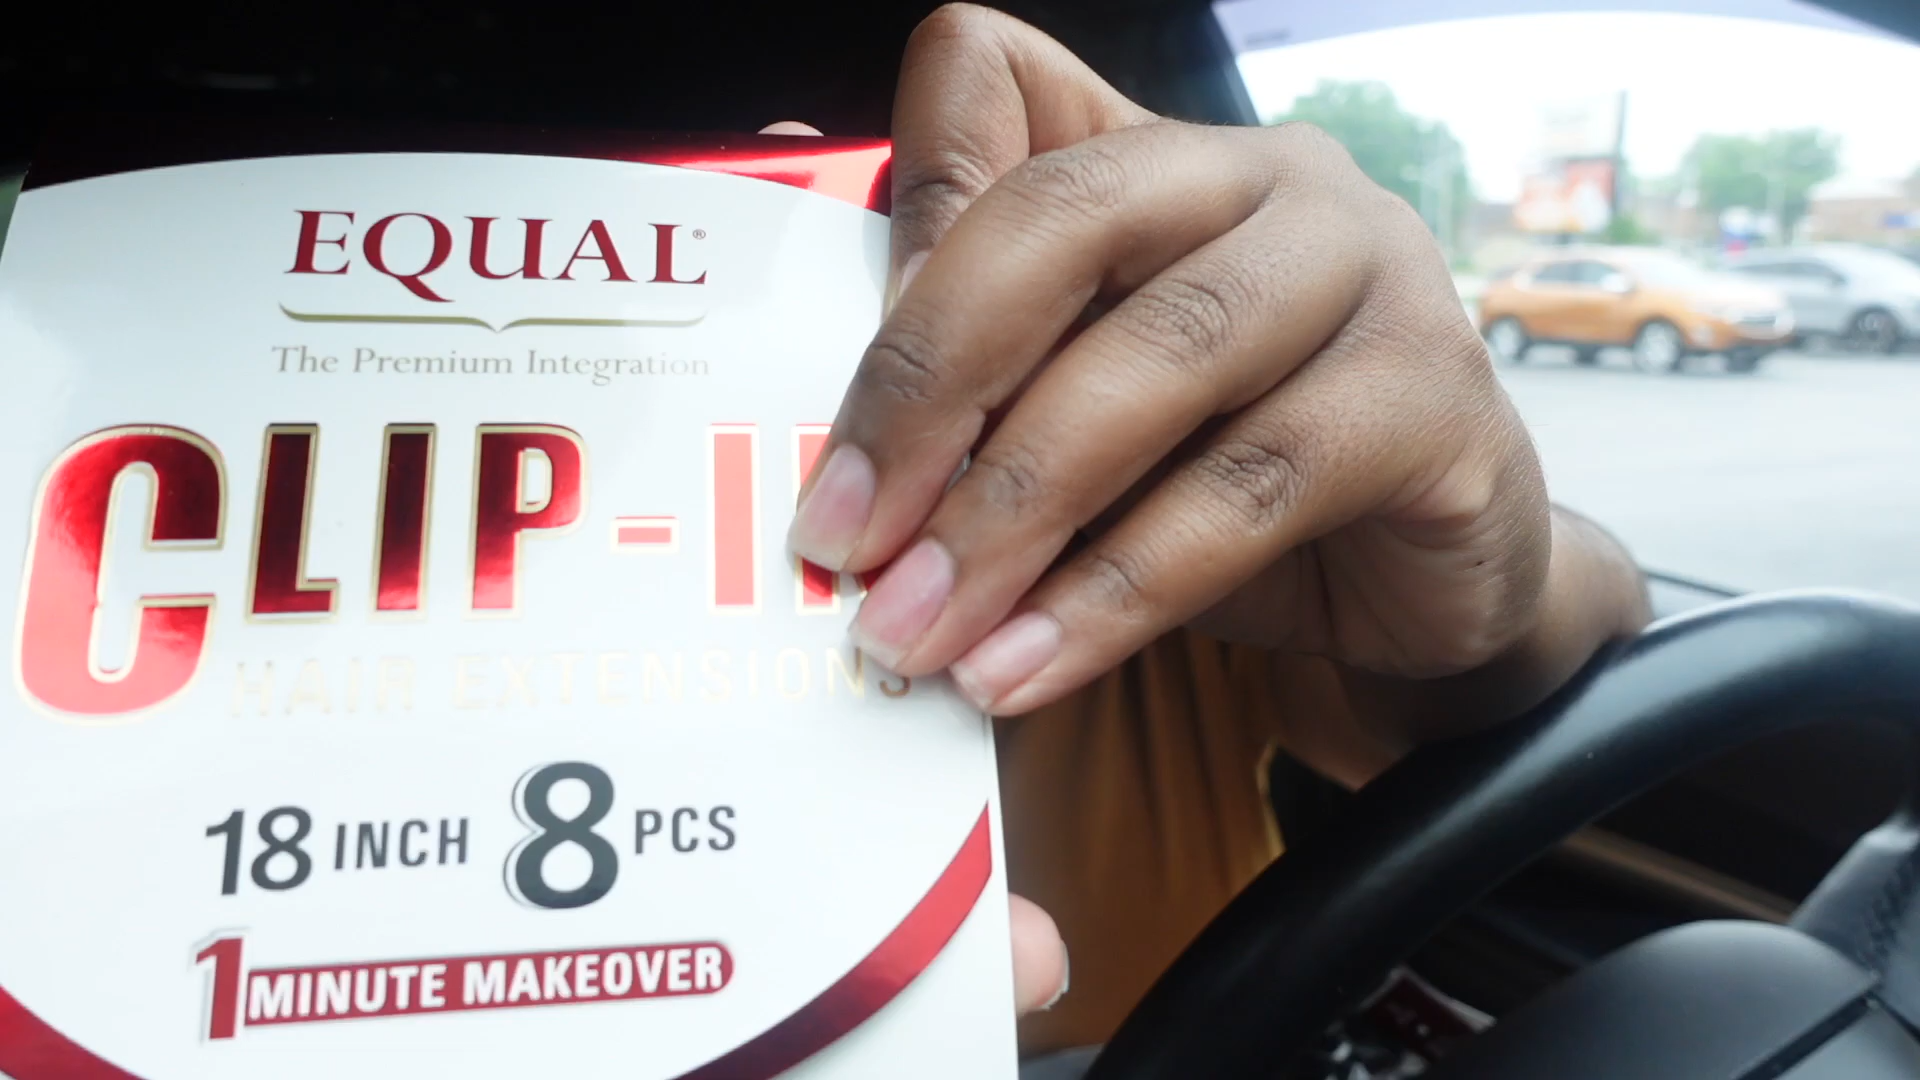 EQUAL®
The Premium Integration
CLIP-I
HAIR EXTENSIONS
18 INCH 8 PCS
1 MINUTE MAKEOVER